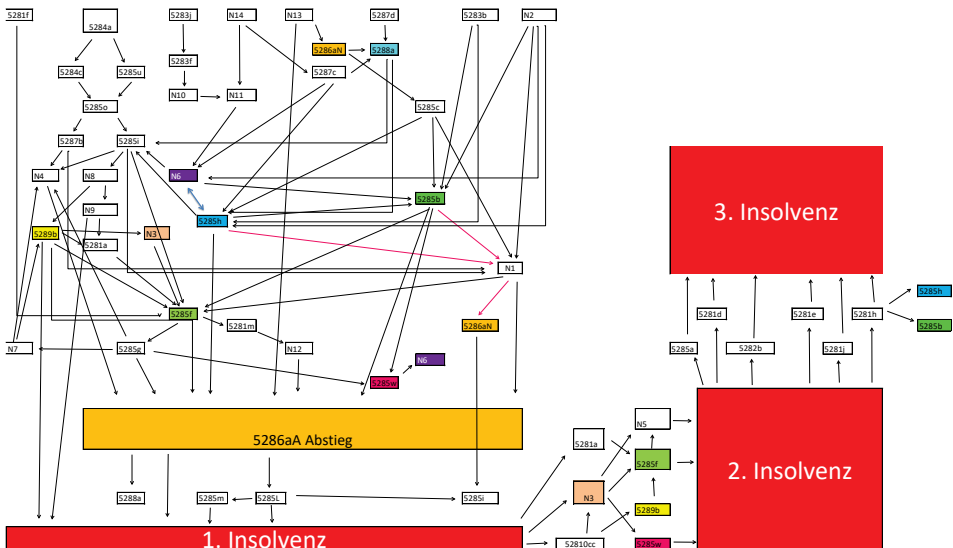 5281f
5283j
N14
N13
5287d
5283b
N2
5284a
5286aN
5288a
5283f
5284c
5285u
5287c
N10
N11
5285o
5285c
5287b
5285i
N4
N8
N6
5285b
N9
5285h
5289b
5281a
N3
N1
5285f
5281m
5286aN
N7
5285g
N12
N6
5285w
5286aA Abstieg
5288a
5285m
5285L
5285i
1. Insolvenz
3. Insolvenz
5285h
5281d
5281e
5281h
5285b
5285a
5282b
5281j
N5
5281a
5285f
2. Insolvenz
N3
5289b
52810cc
5285w